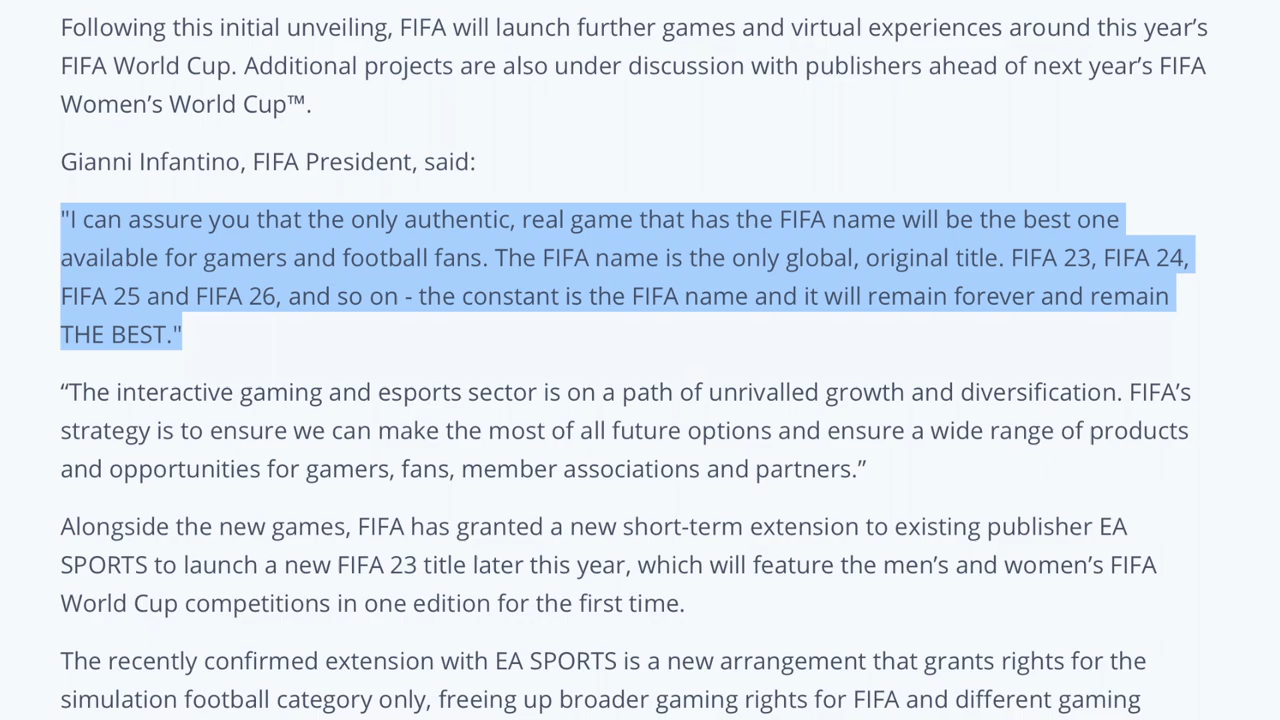 Following this initial unveiling, FIFA will launch further games and virtual experiences around this year’s
FIFA World Cup. Additional projects are also under discussion with publishers ahead of next year’s FIFA
Women’s World Cup™.
Gianni Infantino, FIFA President, said:
"I can assure you that the only authentic, real game that has the FIFA name will be the best one
available for gamers and football fans. The FIFA name is the only global, original title. FIFA 23, FIFA 24,
FIFA 25 and FIFA 26, and so on - the constant is the FIFA name and it will remain forever and remain
THE BEST."
“The interactive gaming and esports sector is on a path of unrivalled growth and diversification. FIFA’s
strategy is to ensure we can make the most of all future options and ensure a wide range of products
and opportunities for gamers, fans, member associations and partners.”
Alongside the new games, FIFA has granted a new short-term extension to existing publisher EA
SPORTS to launch a new FIFA 23 title later this year, which will feature the men’s and women’s FIFA
World Cup competitions in one edition for the first time.
The recently confirmed extension with EA SPORTS is a new arrangement that grants rights for the
simulation football category only, freeing up broader gaming rights for FIFA and different gaming